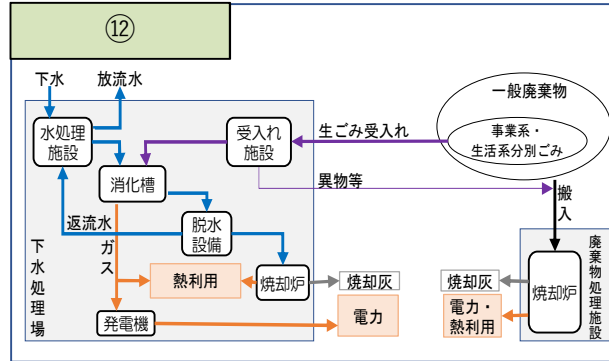 ⑫
下水
放流水
一般廃棄物
事業系・
生活系分別ごみ
水処理
施設
受入れ
施設
生ごみ受入れ
消化槽
異物等
搬入
返流水
脱水
設備
ガス
下水処理場
熱利用
焼却炉
焼却灰
発電機
電力
焼却灰
電力・
熱利用
焼却炉
廃棄物処理施設